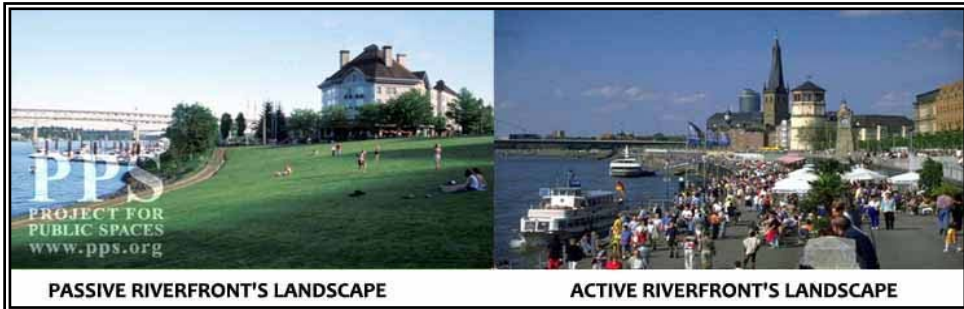 PPS
PROJECT FOR
PUBLIC SPACES
www.pps.org
PASSIVE RIVERFRONT'S LANDSCAPE
ACTIVE RIVERFRONT'S LANDSCAPE